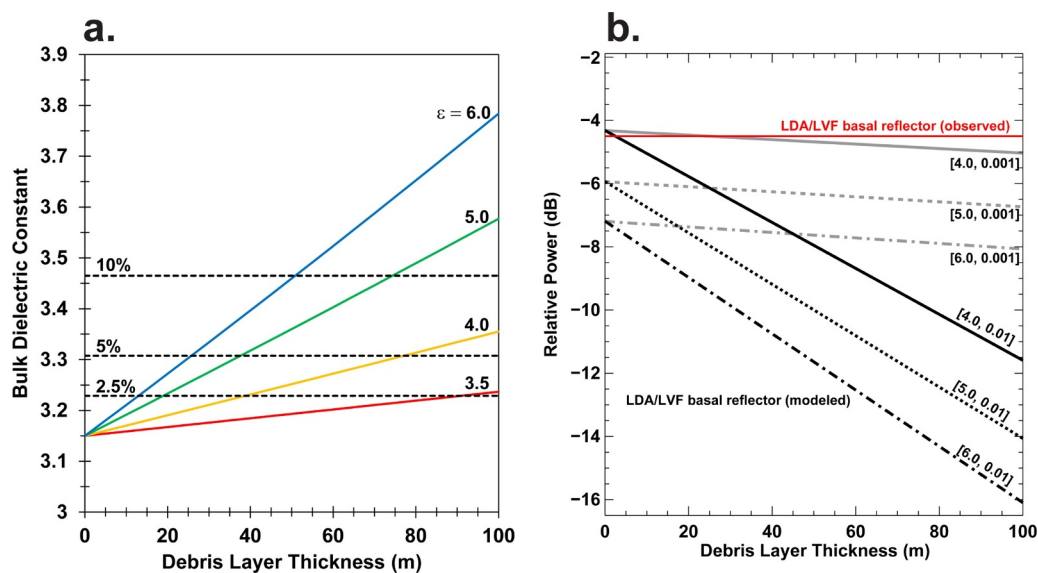 a.
3.9
3.8
3.7
3.6
3.5
3.4
3.3
3.2
3.1
3
Bulk Dielectric Constant
ε = 6.0
5.0
4.0
3.5
10%
5%
2.5%
0 20 40 60 80 100
Debris Layer Thickness (m)
b.
−2
−4
−6
−8
−10
−12
−14
−16
Relative Power (dB)
LDA/LVF basal reflector (observed)
[4.0, 0.001]
[5.0, 0.001]
[6.0, 0.001]
[4.0, 0.01]
[5.0, 0.01]
[6.0, 0.01]
LDA/LVF basal reflector (modeled)
0 20 40 60 80 100
Debris Layer Thickness (m)